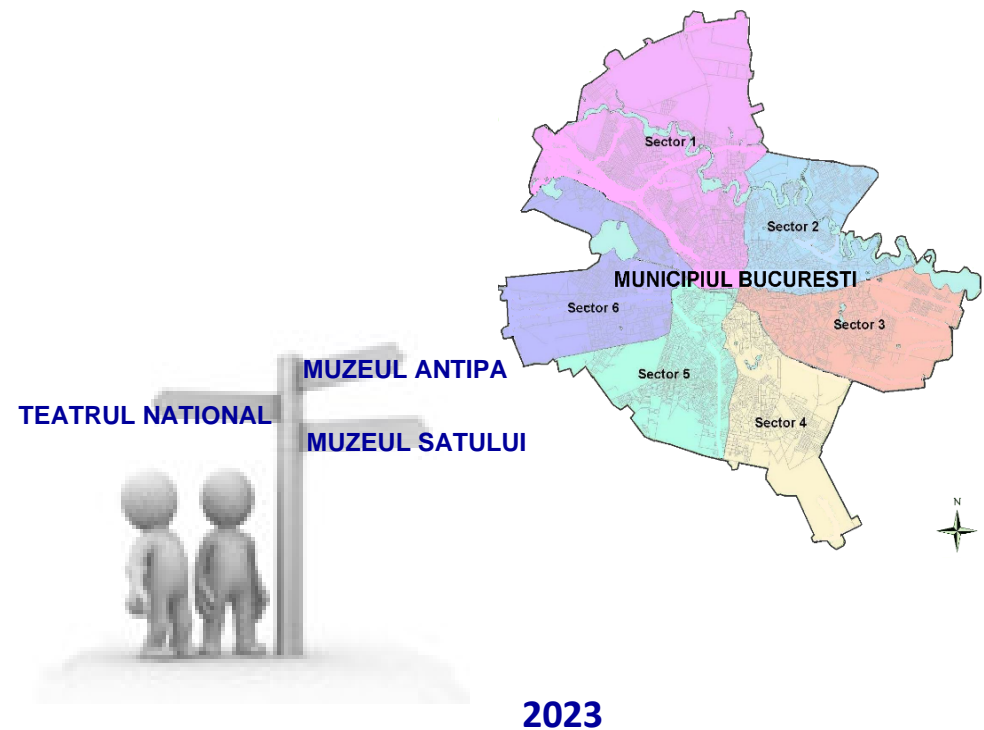 Sector 1
Sector 2
MUNICIPIUL BUCURESTI
Sector 6
Sector 3
Sector 5
Sector 4
MUZEUL ANTIPA
TEATRUL NATIONAL
MUZEUL SATULUI
N
2023